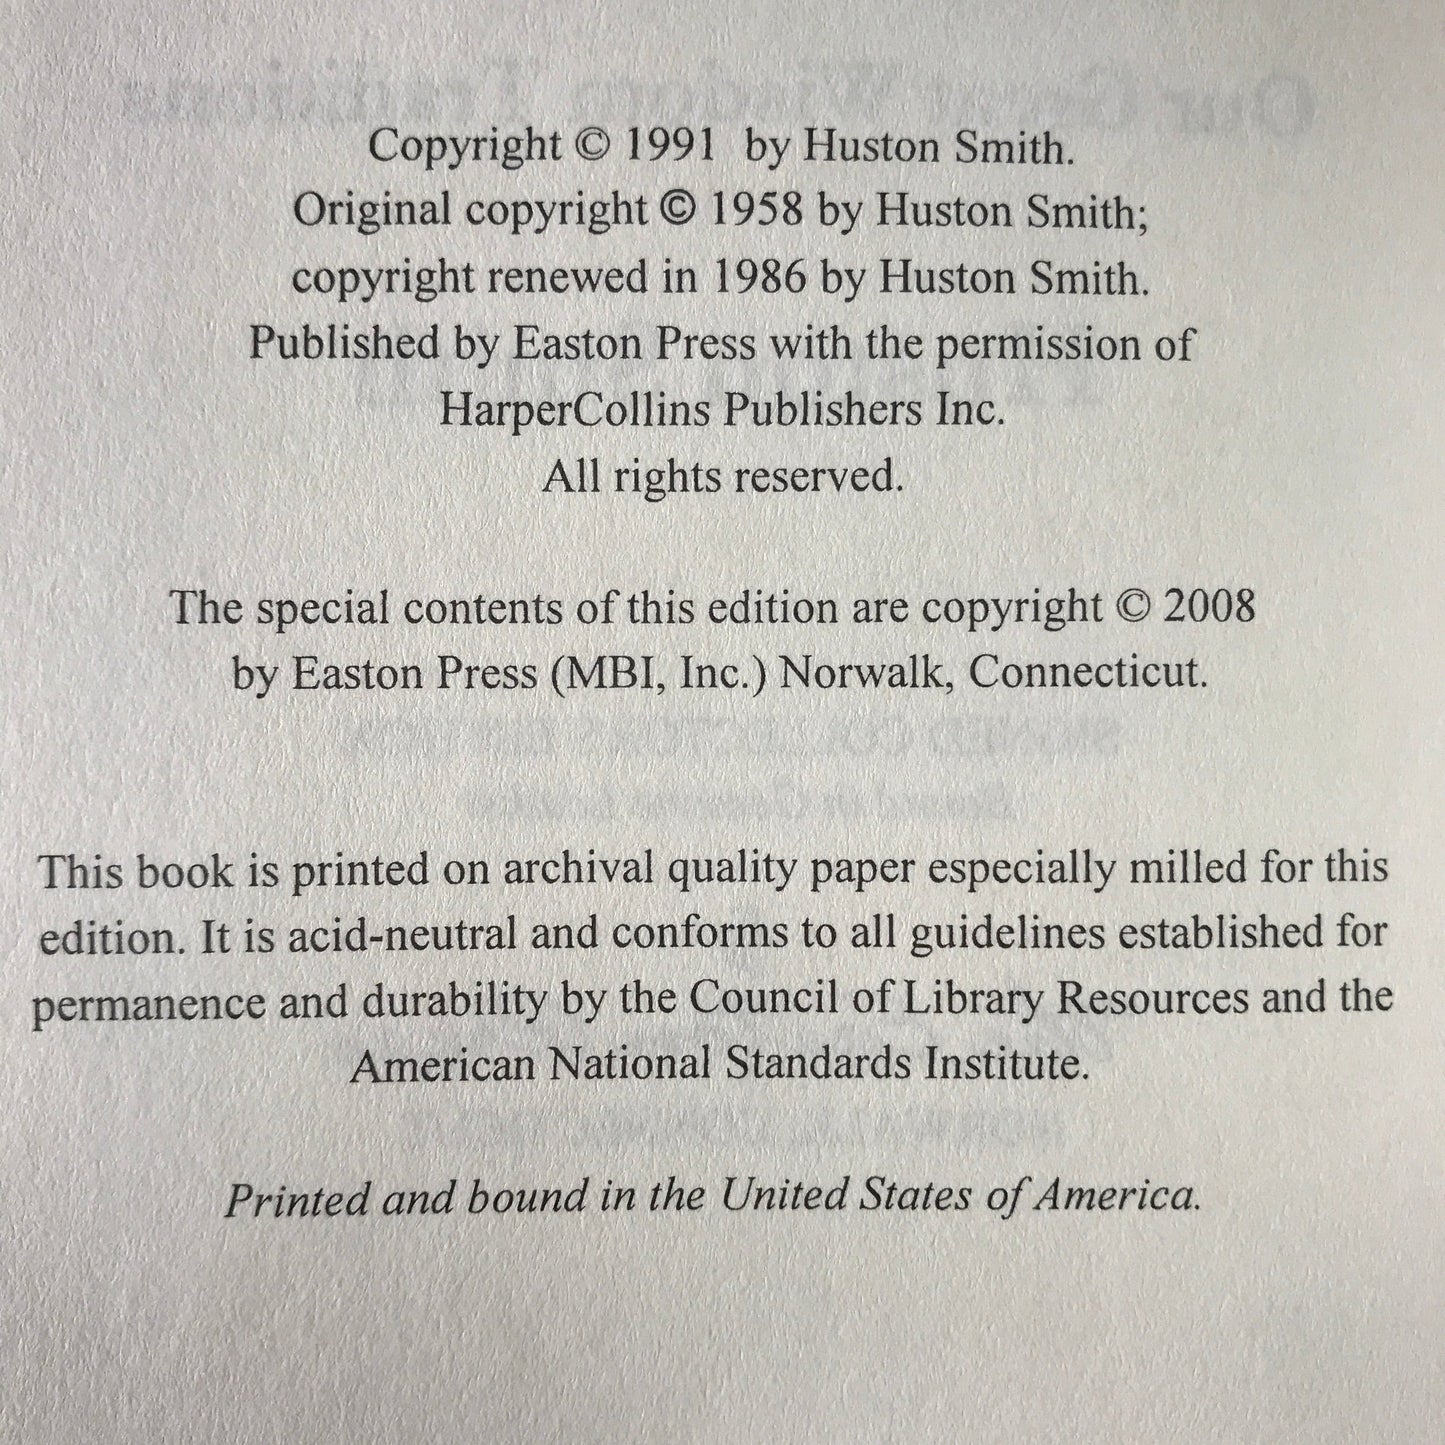 Copyright © 1991 by Huston Smith.
Original copyright © 1958 by Huston Smith;
copyright renewed in 1986 by Huston Smith.
Published by Easton Press with the permission of
HarperCollins Publishers Inc.
All rights reserved.
The special contents of this edition are copyright © 2008
by Easton Press (MBI, Inc.) Norwalk, Connecticut.
This book is printed on archival quality paper especially milled for this
edition. It is acid-neutral and conforms to all guidelines established for
permanence and durability by the Council of Library Resources and the
American National Standards Institute.
Printed and bound in the United States of America.